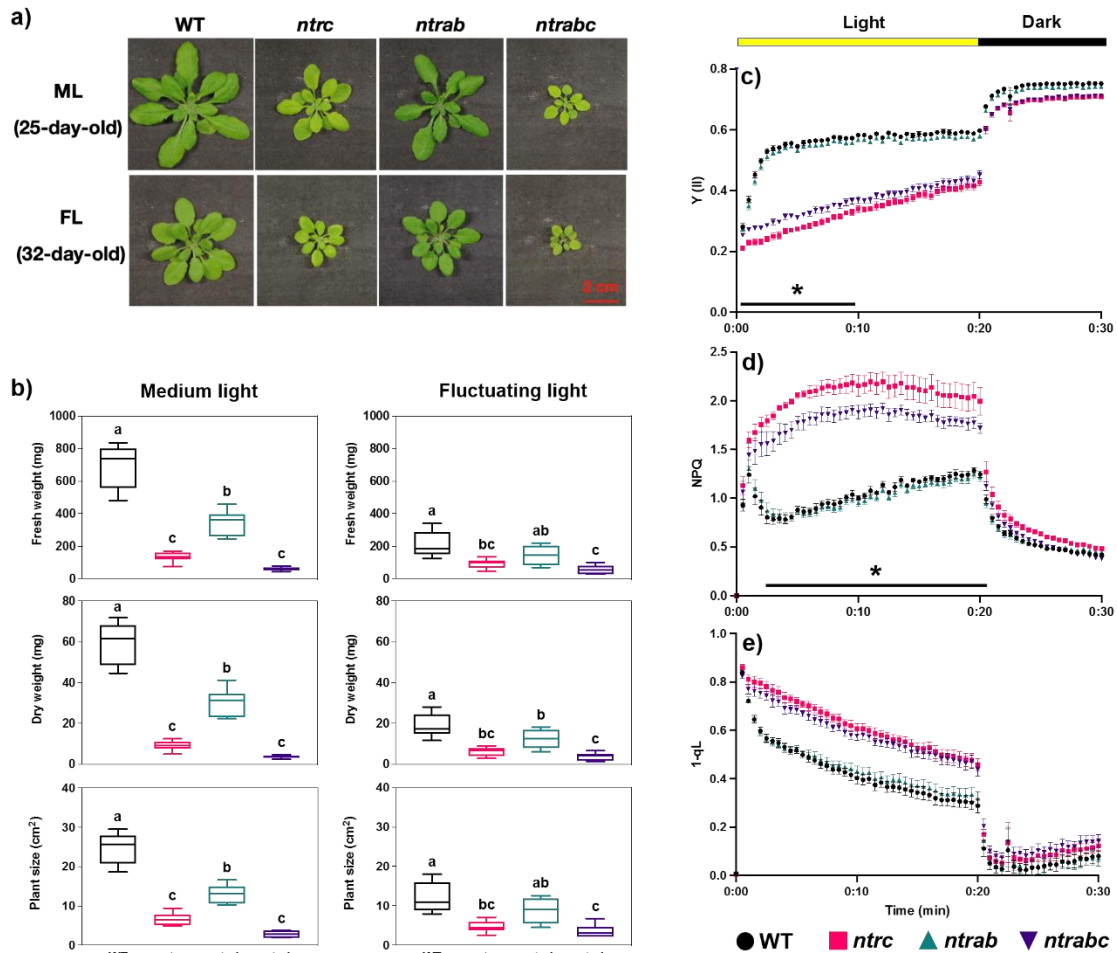 a)
WT
ntrc
ntrab
ntrabc
ML
(25-day-old)
FL
(32-day-old)
2 cm
b)
Medium light
Fluctuating light
Fresh weight (mg)
1000
800
600
400
200
0
a
c
b
c
Fresh weight (mg)
1000
800
600
400
200
0
a
bc
ab
c
Dry weight (mg)
80
60
40
20
0
a
c
b
c
Dry weight (mg)
80
60
40
20
0
a
bc
b
c
Plant size (cm²)
40
30
20
10
0
a
c
b
c
Plant size (cm²)
40
30
20
10
0
a
bc
ab
c
Light
Dark
c)
Y (II)
0.8
0.6
0.4
0.2
0.0
*
0:00
0:10
0:20
0:30
d)
NPQ
2.5
2.0
1.5
1.0
0.5
0.0
*
0:00
0:10
0:20
0:30
e)
1-qL
1.0
0.8
0.6
0.4
0.2
0.0
0:00
0:10
0:20
0:30
Time (min)
WT
ntrc
ntrab
ntrabc